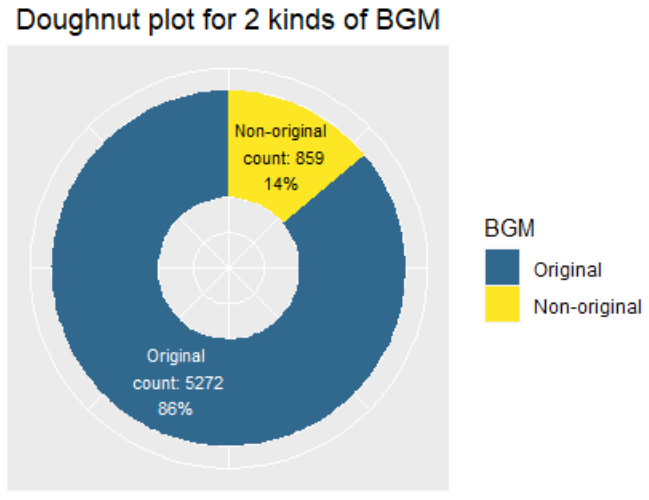 Doughnut plot for 2 kinds of BGM
Non-original
count: 859
14%
Original
count: 5272
86%
BGM
Original
Non-original